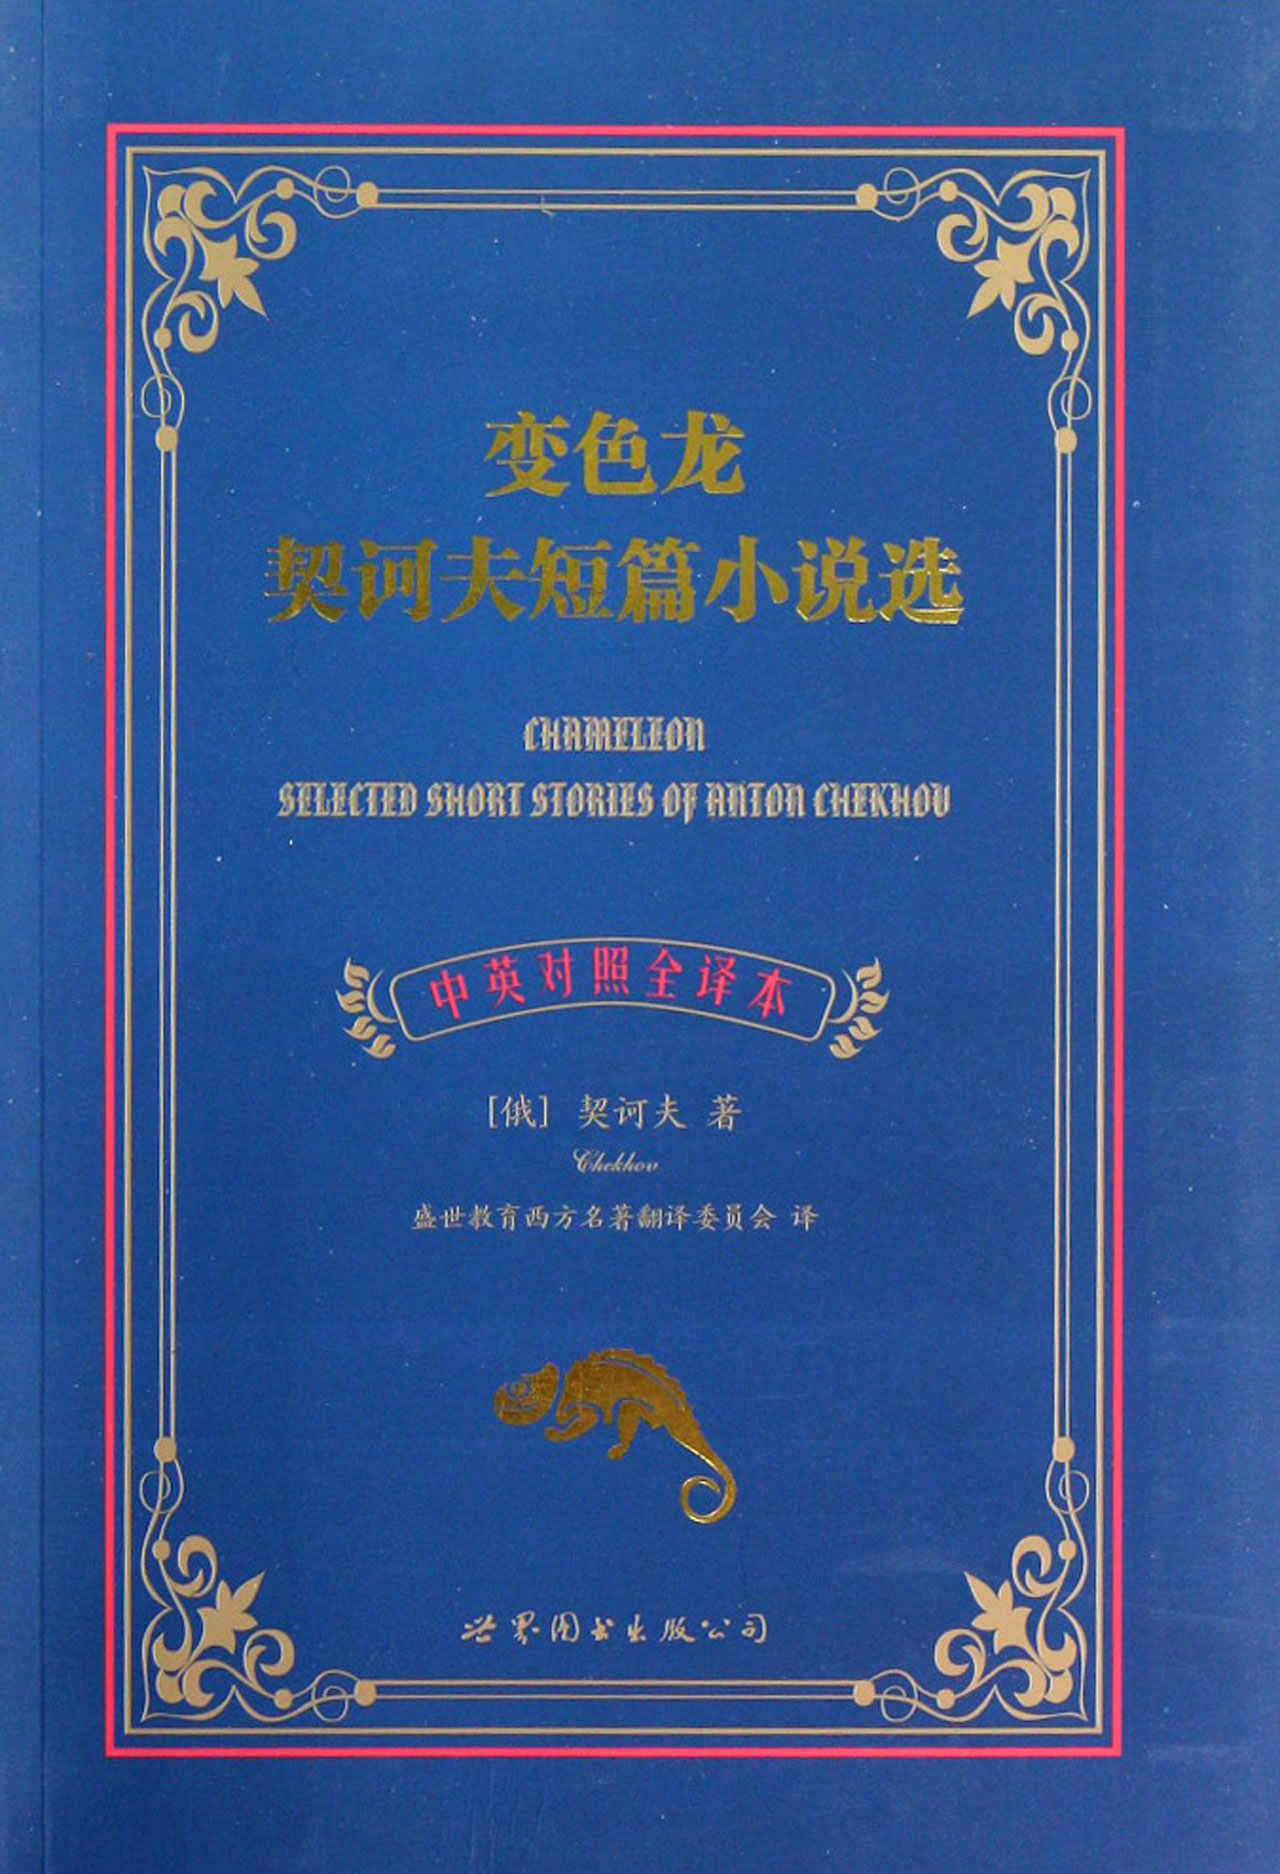 变色龙
契诃夫短篇小说选
CHAMELEON
SELECTED SHORT STORIES OF ANTON CHEKHOV
中英对照全译本
[俄] 契诃夫 著
Chekhov
盛世教育西方名著翻译委员会 译
世界图书出版公司